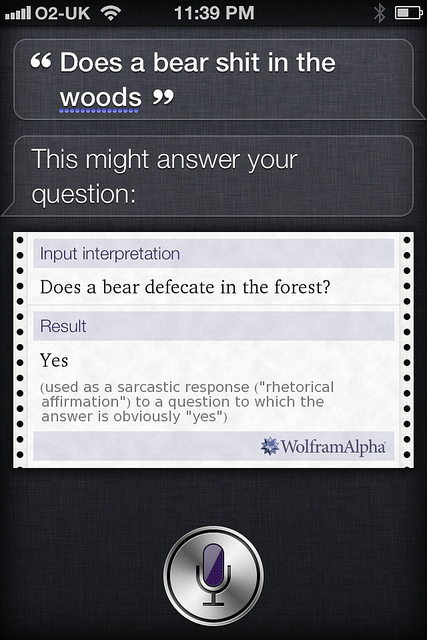 O2-UK 11:39 PM
“ Does a bear shit in the
woods ”
This might answer your
question:
Input interpretation
Does a bear defecate in the forest?
Result
Yes
(used as a sarcastic response ("rhetorical
affirmation") to a question to which the
answer is obviously "yes")
WolframAlpha